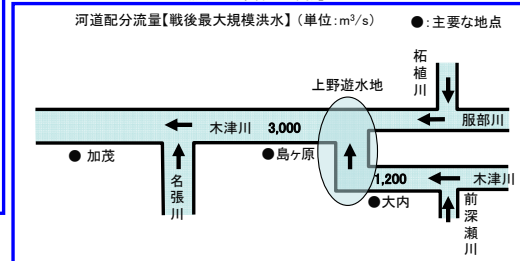 河道配分流量【戦後最大規模洪水】（単位：m³/s）
●：主要な地点
柘植川
上野遊水地
服部川
木津川
3,000
●加茂
名張川
●島ヶ原
1,200
木津川
●大内
前深瀬川